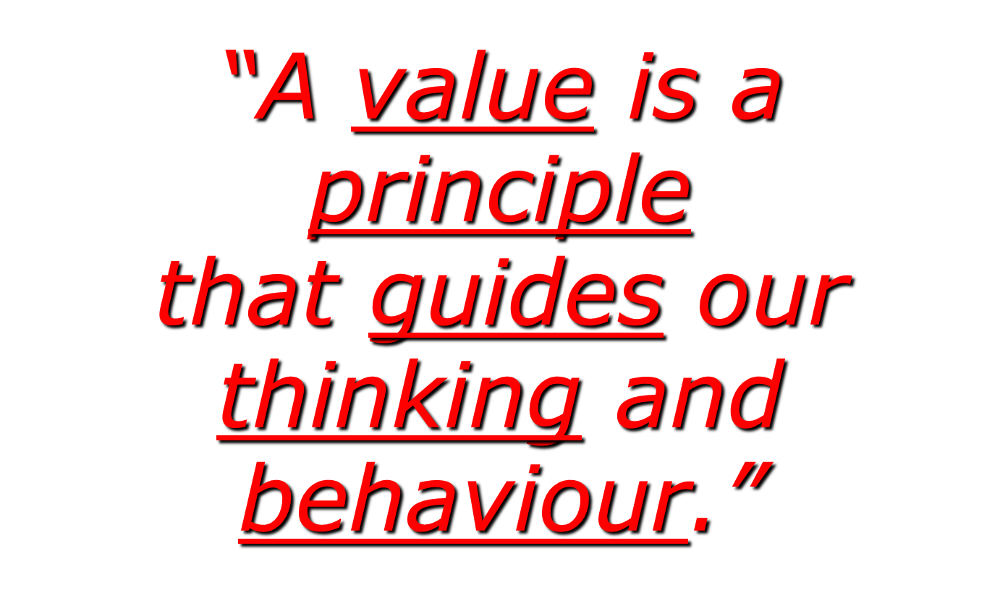 “A value is a
principle
that guides our
thinking and
behaviour.”